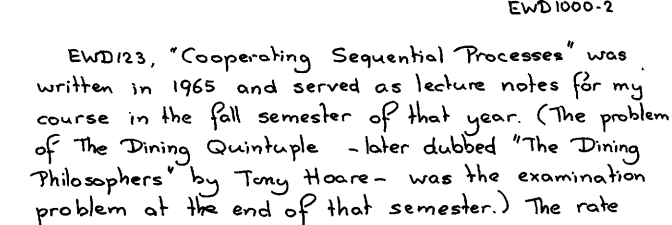 EWD1000-2
EWD123, "Cooperating Sequential Processes" was
written in 1965 and served as lecture notes for my
course in the fall semester of that year. (The problem
of The Dining Quintuple -later dubbed "The Dining
Philosophers" by Tony Hoare- was the examination
problem at the end of that semester.) The rate